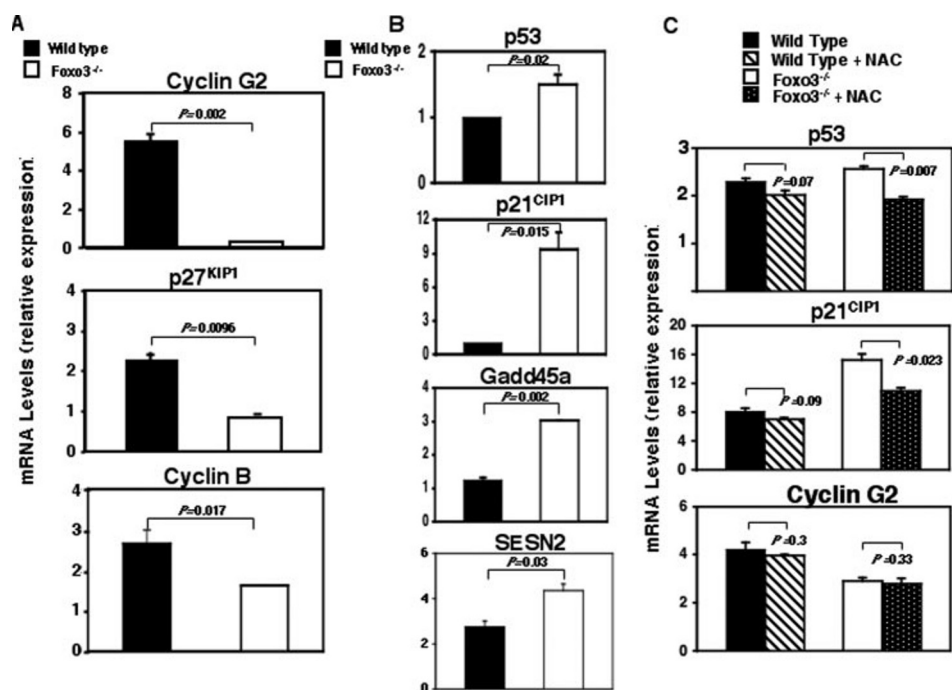 A
Wild type
Foxo3-/-
Cyclin G2
8
6
4
2
0
P=0.002
p27KIP1
4
3
2
1
0
P=0.0096
Cyclin B
4
3
2
1
0
P=0.017
mRNA Levels (relative expression)
B
Wild type
Foxo3-/-
p53
2
1
0
P=0.02
p21CIP1
12
9
6
3
0
P=0.015
Gadd45a
4
3
2
1
0
P=0.002
SESN2
6
4
2
0
P=0.03
C
Wild Type
Wild Type + NAC
Foxo3-/-
Foxo3-/- + NAC
p53
3
2
1
P=0.07
P=0.007
p21CIP1
20
16
12
8
4
0
P=0.09
P=0.023
Cyclin G2
6
4
2
0
P=0.3
P=0.33
mRNA Levels (relative expression)